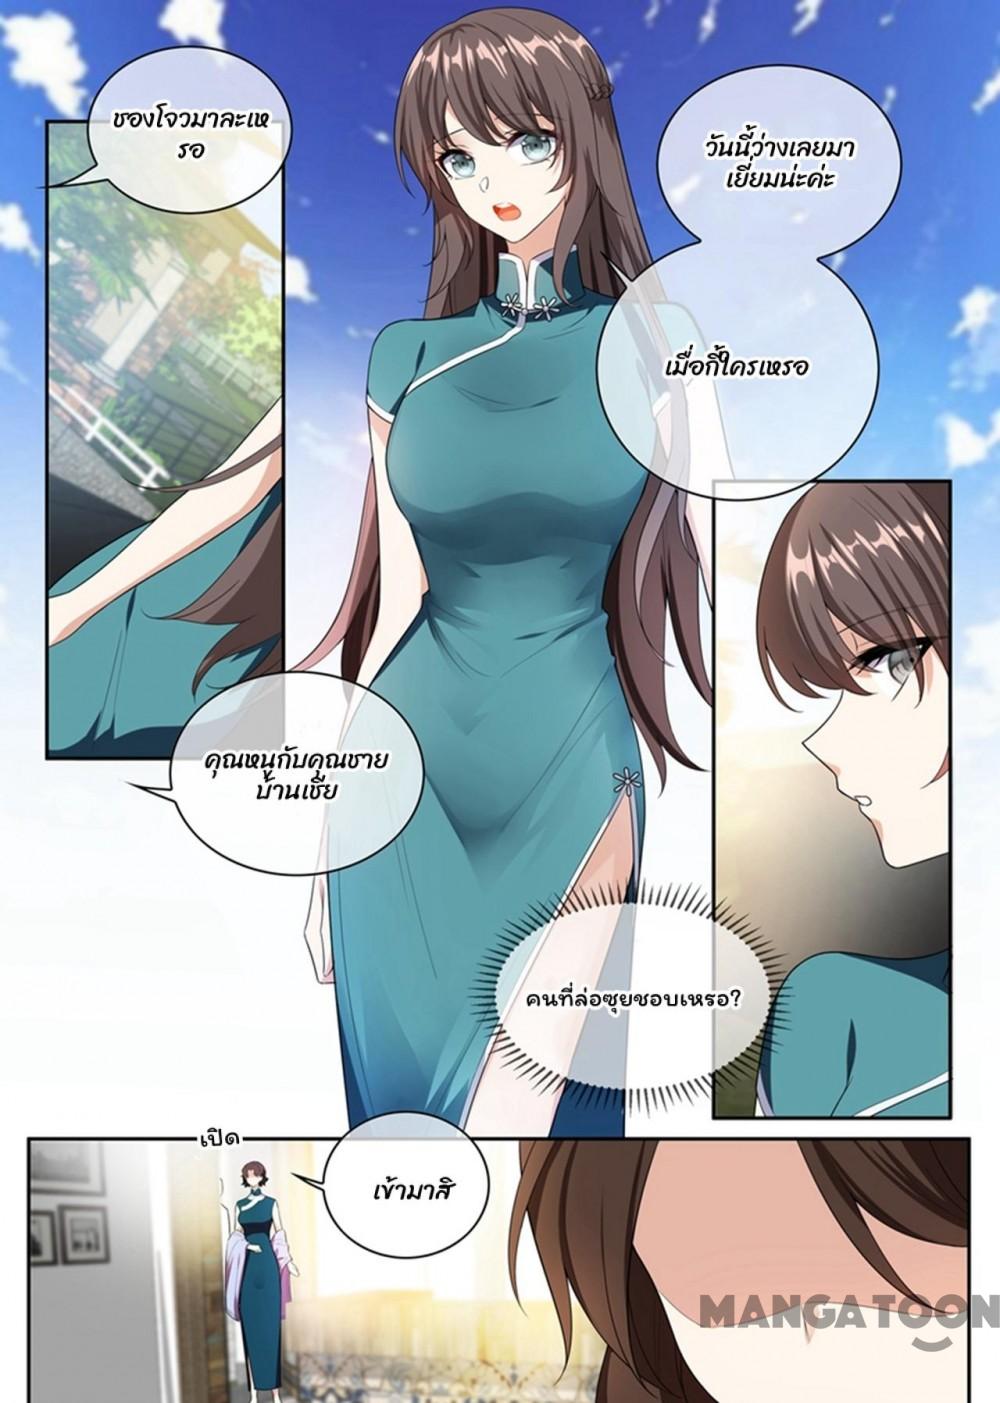 ชองโจวมาละเห
รอ
วันนี้ว่างเลยมา
เยี่ยมน่ะค่ะ
เมื่อกี้ใครเหรอ
คุณหนูกับคุณชาย
บ้านเซี่ย
คนที่ล่อซุยชอบเหรอ?
เปิด
เข้ามาสิ
MANGATOON